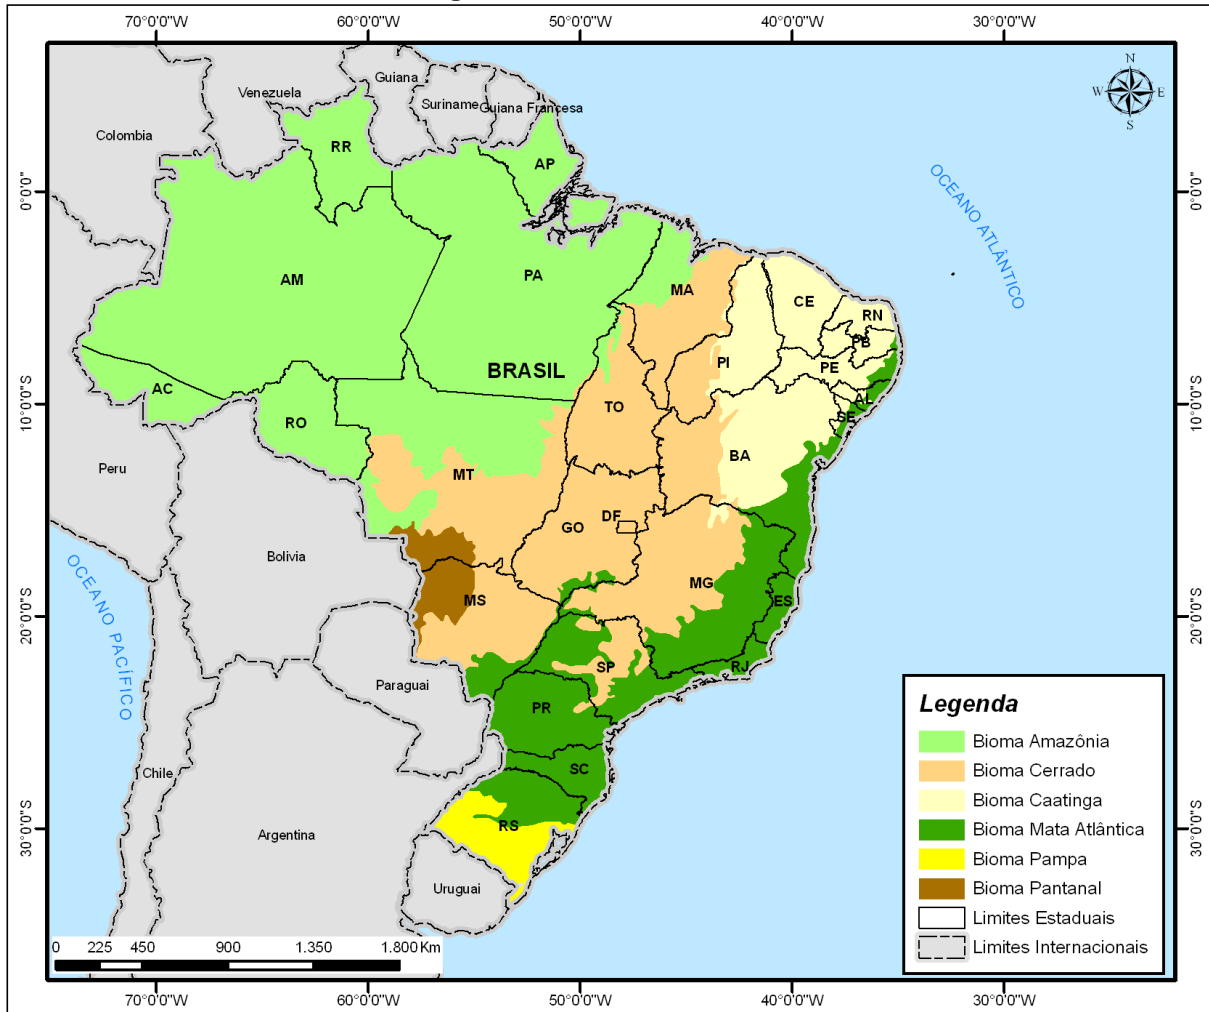 70°0'0"W 60°0'0"W 50°0'0"W 40°0'0"W 30°0'0"W
N
W E
S
Venezuela
Guiana
Suriname
Guiana Francesa
Colombia
RR
AP
0°0'0"
0°0'0"
OCEANO ATLÂNTICO
AM
PA
MA
CE
RN
PB
PI
PE
BRASIL
AC
TO
AL
SE
10°0'0"S
10°0'0"S
RO
BA
Peru
MT
DF
GO
Bolivia
OCEANO PACÍFICO
MS
MG
ES
20°0'0"S
20°0'0"S
SP
RJ
Paraguai
PR
SC
Chile
Argentina
RS
30°0'0"S
30°0'0"S
Uruguai
Legenda
Bioma Amazônia
Bioma Cerrado
Bioma Caatinga
Bioma Mata Atlântica
Bioma Pampa
Bioma Pantanal
Limites Estaduais
Limites Internacionais
0 225 450 900 1.350 1.800 Km
70°0'0"W 60°0'0"W 50°0'0"W 40°0'0"W 30°0'0"W